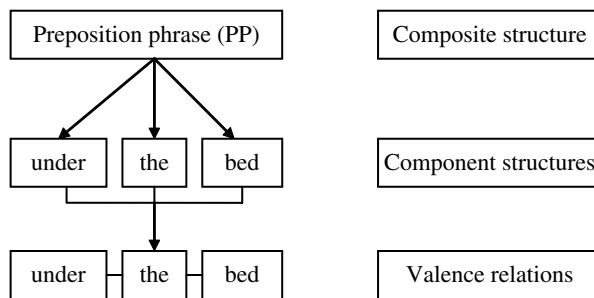 Preposition phrase (PP)
Composite structure
under
the
bed
Component structures
under
the
bed
Valence relations